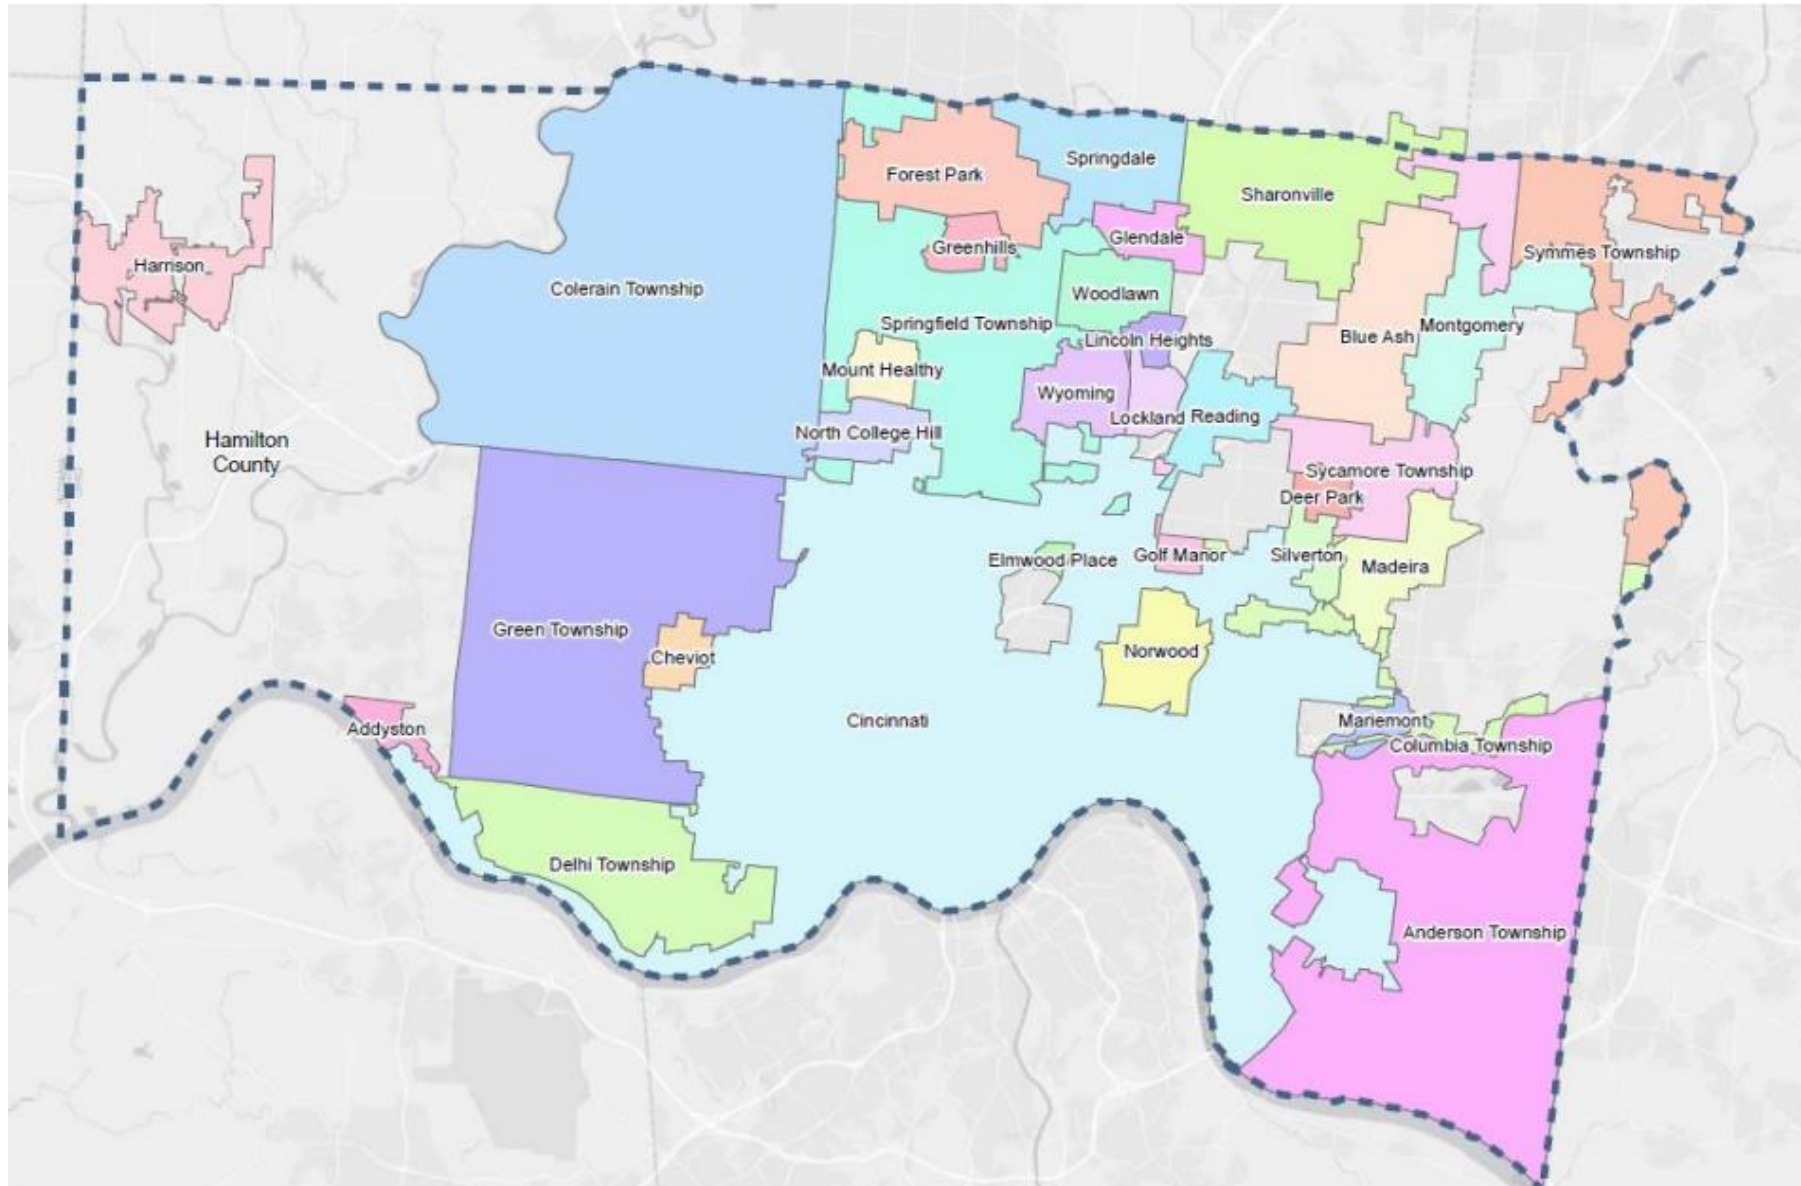 Forest Park
Springdale
Sharonville
Harrison
Greenhills
Glendale
Symmes Township
Colerain Township
Woodlawn
Springfield Township
Lincoln Heights
Blue Ash
Montgomery
Mount Healthy
Wyoming
Lockland
Reading
North College Hill
Hamilton
County
Sycamore Township
Deer Park
Elmwood Place
Golf Manor
Silverton
Madeira
Green Township
Cheviot
Norwood
Addyston
Cincinnati
Mariemont
Columbia Township
Delhi Township
Anderson Township